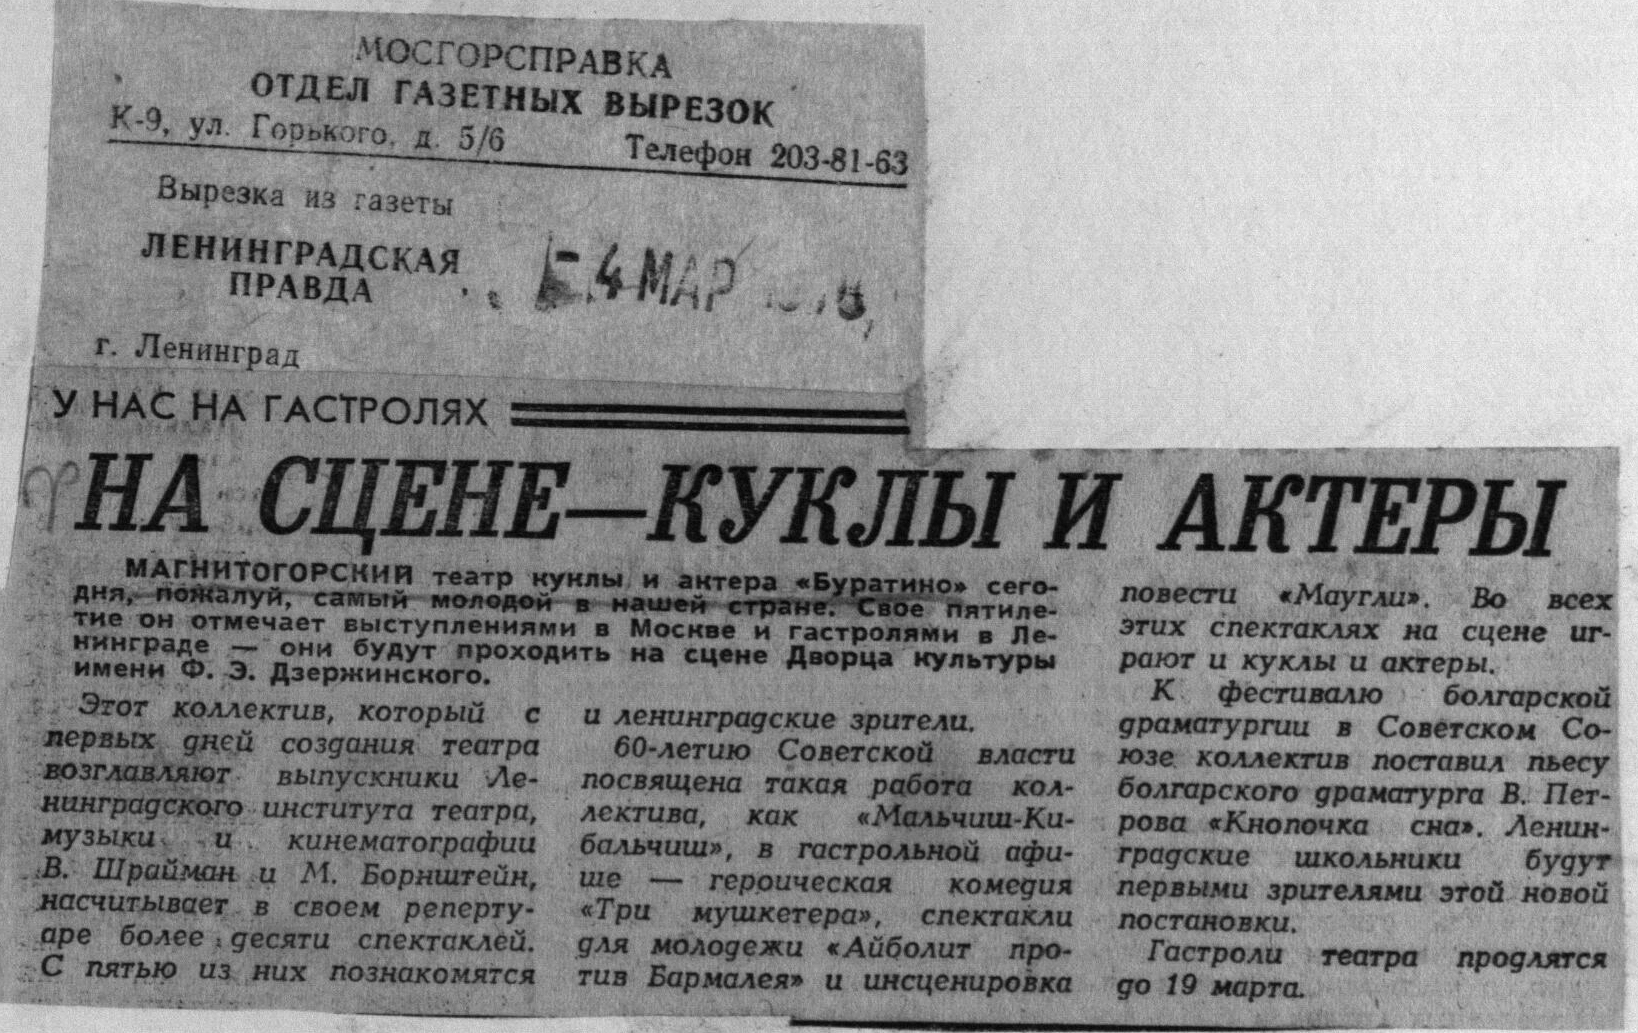 МОСГОРСПРАВКА
ОТДЕЛ ГАЗЕТНЫХ ВЫРЕЗОК
К-9, ул. Горького, д. 5/6 Телефон 203-81-63
Вырезка из газеты
ЛЕНИНГРАДСКАЯ
ПРАВДА
4 МАР
г. Ленинград
У НАС НА ГАСТРОЛЯХ
НА СЦЕНЕ—КУКЛЫ И АКТЕРЫ
МАГНИТОГОРСКИЙ театр куклы и актера «Буратино» сего-
дня, пожалуй, самый молодой в нашей стране. Свое пятиле-
тие он отмечает выступлениями в Москве и гастролями в Ле-
нинграде — они будут проходить на сцене Дворца культуры
имени Ф. Э. Дзержинского.
Этот коллектив, который с
первых дней создания театра
возглавляют выпускники Ле-
нинградского института театра,
музыки и кинематографии
В. Шрайман и М. Борнштейн,
насчитывает в своем реперту-
аре более десяти спектаклей.
С пятью из них познакомятся
и ленинградские зрители.
60-летию Советской власти
посвящена такая работа кол-
лектива, как «Мальчиш-Ки-
бальчиш», в гастрольной афи-
ше — героическая комедия
«Три мушкетера», спектакли
для молодежи «Айболит про-
тив Бармалея» и инсценировка
повести «Маугли». Во всех
этих спектаклях на сцене иг-
рают и куклы и актеры.
К фестивалю болгарской
драматургии в Советском Со-
юзе коллектив поставил пьесу
болгарского драматурга В. Пет-
рова «Кнопочка сна». Ленин-
градские школьники будут
первыми зрителями этой новой
постановки.
Гастроли театра продлятся
до 19 марта.